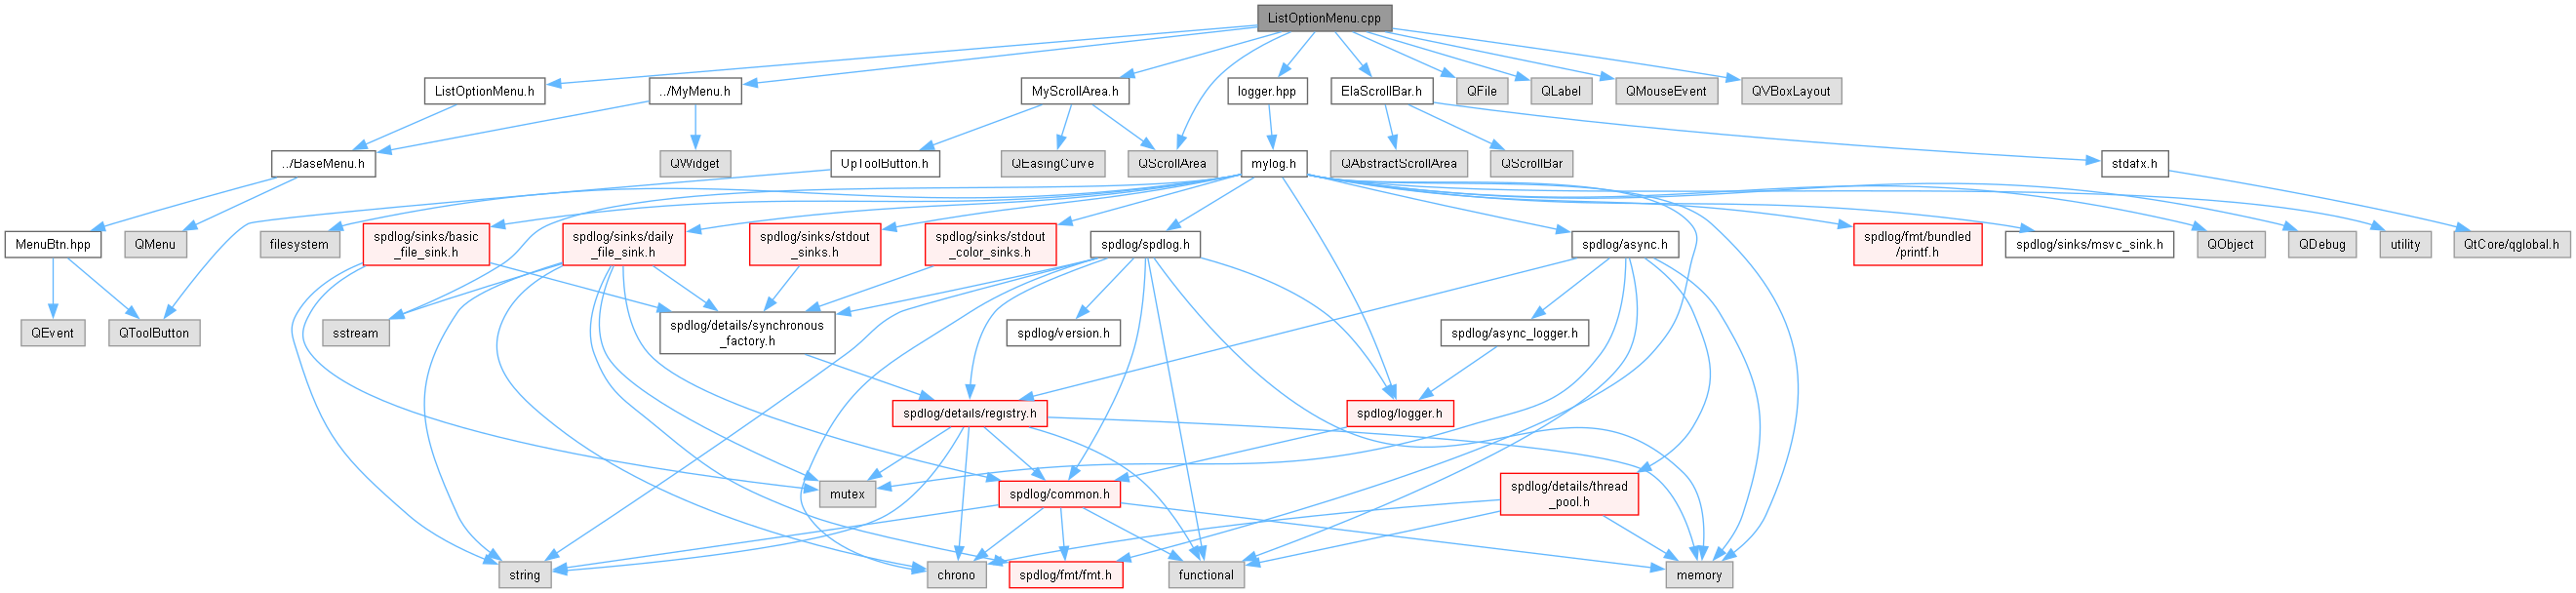 ListOptionMenu.cpp
ListOptionMenu.h
../MyMenu.h
MyScrollArea.h
logger.hpp
ElaScrollBar.h
QFile
QLabel
QMouseEvent
QVBoxLayout
../BaseMenu.h
QWidget
UpToolButton.h
QEasingCurve
QScrollArea
mylog.h
QAbstractScrollArea
QScrollBar
stdafx.h
MenuBtn.hpp
QMenu
filesystem
spdlog/sinks/basic
_file_sink.h
spdlog/sinks/daily
_file_sink.h
spdlog/sinks/stdout
_sinks.h
spdlog/sinks/stdout
_color_sinks.h
spdlog/spdlog.h
spdlog/async.h
spdlog/fmt/bundled
/printf.h
spdlog/sinks/msvc_sink.h
QObject
QDebug
utility
QtCore/qglobal.h
QEvent
QToolButton
sstream
spdlog/details/synchronous
_factory.h
spdlog/version.h
spdlog/async_logger.h
spdlog/details/registry.h
spdlog/logger.h
mutex
spdlog/common.h
spdlog/details/thread
_pool.h
string
chrono
spdlog/fmt/fmt.h
functional
memory